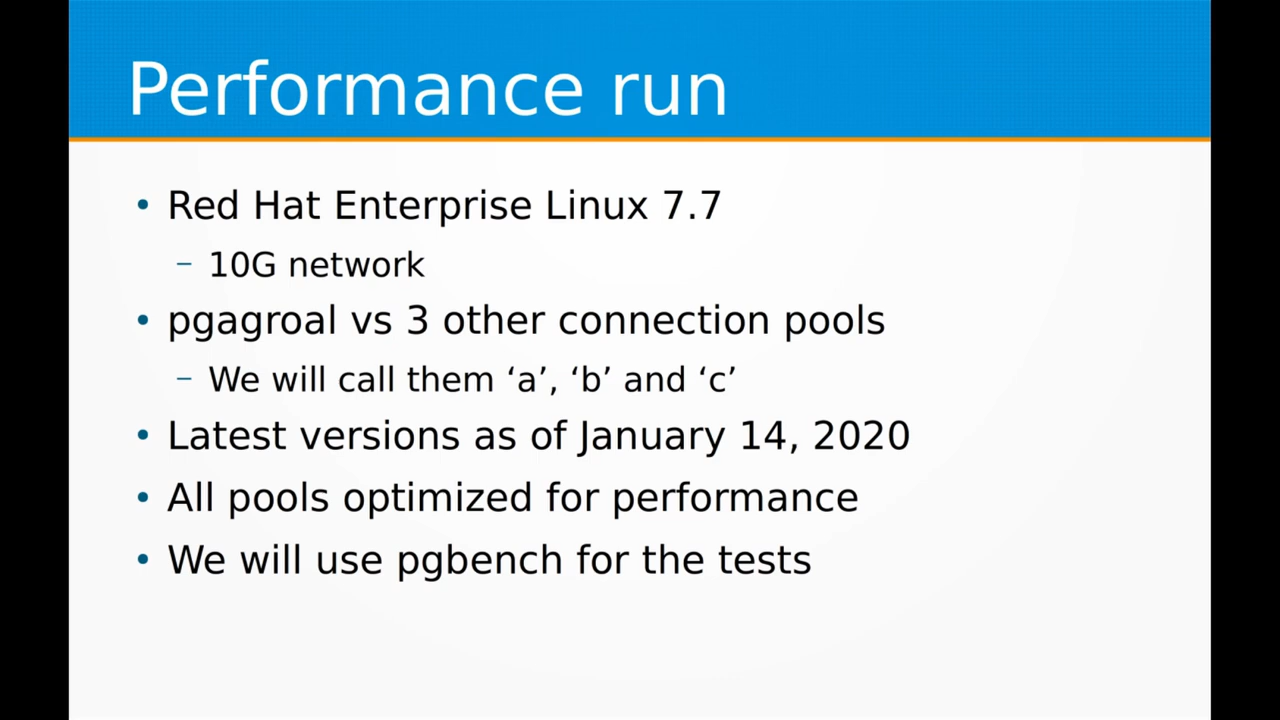 Performance run
• Red Hat Enterprise Linux 7.7
– 10G network
• pgagroal vs 3 other connection pools
– We will call them ‘a’, ‘b’ and ‘c’
• Latest versions as of January 14, 2020
• All pools optimized for performance
• We will use pgbench for the tests